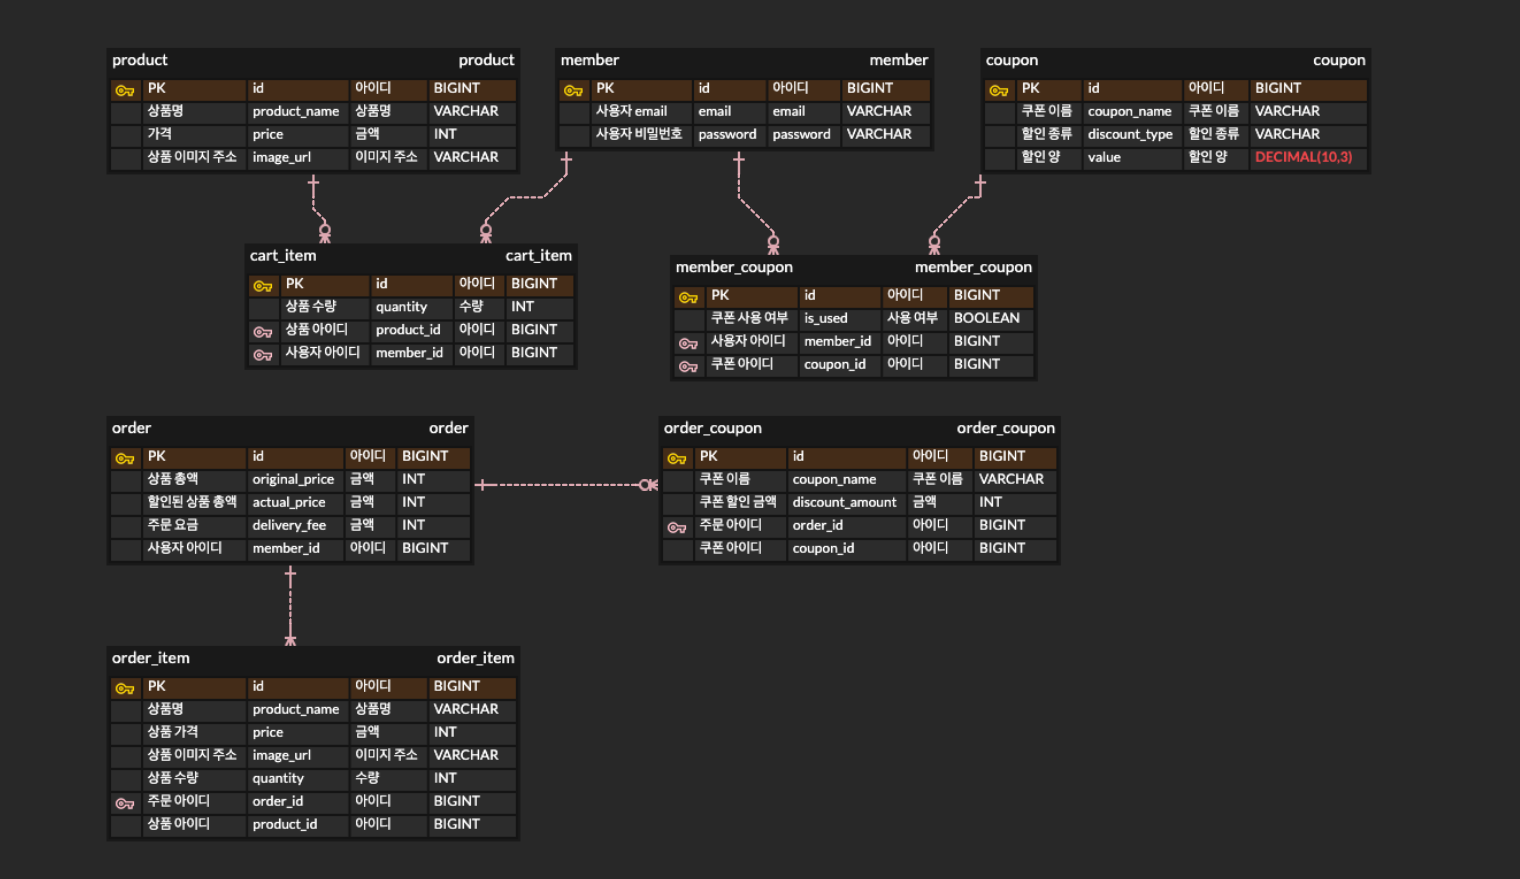 product product
PK id 아이디 BIGINT
상품명 product_name 상품명 VARCHAR
가격 price 금액 INT
상품 이미지 주소 image_url 이미지 주소 VARCHAR
member member
PK id 아이디 BIGINT
사용자 email email email VARCHAR
사용자 비밀번호 password password VARCHAR
coupon coupon
PK id 아이디 BIGINT
쿠폰 이름 coupon_name 쿠폰 이름 VARCHAR
할인 종류 discount_type 할인 종류 VARCHAR
할인 양 value 할인 양 DECIMAL(10,3)
cart_item cart_item
PK id 아이디 BIGINT
상품 수량 quantity 수량 INT
상품 아이디 product_id 아이디 BIGINT
사용자 아이디 member_id 아이디 BIGINT
member_coupon member_coupon
PK id 아이디 BIGINT
쿠폰 사용 여부 is_used 사용 여부 BOOLEAN
사용자 아이디 member_id 아이디 BIGINT
쿠폰 아이디 coupon_id 아이디 BIGINT
order order
PK id 아이디 BIGINT
상품 총액 original_price 금액 INT
할인된 상품 총액 actual_price 금액 INT
주문 요금 delivery_fee 금액 INT
사용자 아이디 member_id 아이디 BIGINT
order_coupon order_coupon
PK id 아이디 BIGINT
쿠폰 이름 coupon_name 쿠폰 이름 VARCHAR
쿠폰 할인 금액 discount_amount 금액 INT
주문 아이디 order_id 아이디 BIGINT
쿠폰 아이디 coupon_id 아이디 BIGINT
order_item order_item
PK id 아이디 BIGINT
상품명 product_name 상품명 VARCHAR
상품 가격 price 금액 INT
상품 이미지 주소 image_url 이미지 주소 VARCHAR
상품 수량 quantity 수량 INT
주문 아이디 order_id 아이디 BIGINT
상품 아이디 product_id 아이디 BIGINT